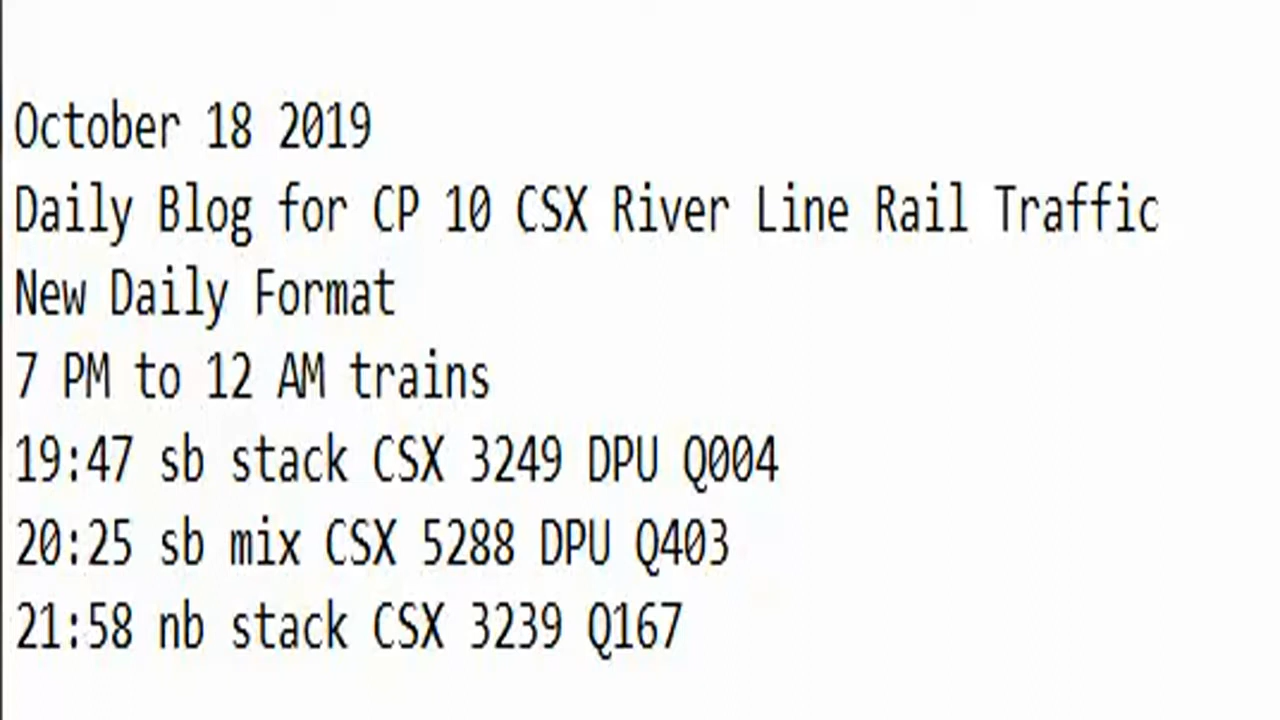 October 18 2019
Daily Blog for CP 10 CSX River Line Rail Traffic
New Daily Format
7 PM to 12 AM trains
19:47 sb stack CSX 3249 DPU Q004
20:25 sb mix CSX 5288 DPU Q403
21:58 nb stack CSX 3239 Q167